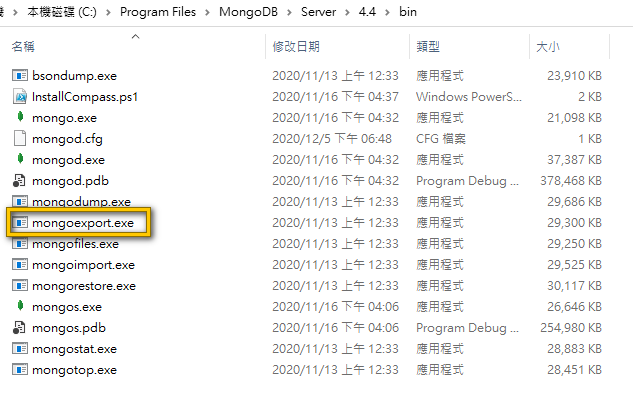 機 > 本機磁碟 (C:) > Program Files > MongoDB > Server > 4.4 > bin
名稱 修改日期 類型 大小
bsondump.exe 2020/11/13 上午 12:33 應用程式 23,910 KB
InstallCompass.ps1 2020/11/16 下午 04:37 Windows PowerS... 2 KB
mongo.exe 2020/11/16 下午 04:32 應用程式 21,098 KB
mongod.cfg 2020/12/5 下午 06:48 CFG 檔案 1 KB
mongod.exe 2020/11/16 下午 04:32 應用程式 37,387 KB
mongod.pdb 2020/11/16 下午 04:32 Program Debug ... 378,468 KB
mongodump.exe 2020/11/13 上午 12:33 應用程式 29,686 KB
mongoexport.exe 2020/11/13 上午 12:33 應用程式 29,300 KB
mongofiles.exe 2020/11/13 上午 12:33 應用程式 29,250 KB
mongoimport.exe 2020/11/13 上午 12:33 應用程式 29,525 KB
mongorestore.exe 2020/11/13 上午 12:33 應用程式 30,117 KB
mongos.exe 2020/11/16 下午 04:06 應用程式 26,646 KB
mongos.pdb 2020/11/16 下午 04:06 Program Debug ... 254,980 KB
mongostat.exe 2020/11/13 上午 12:33 應用程式 28,883 KB
mongotop.exe 2020/11/13 上午 12:33 應用程式 28,451 KB